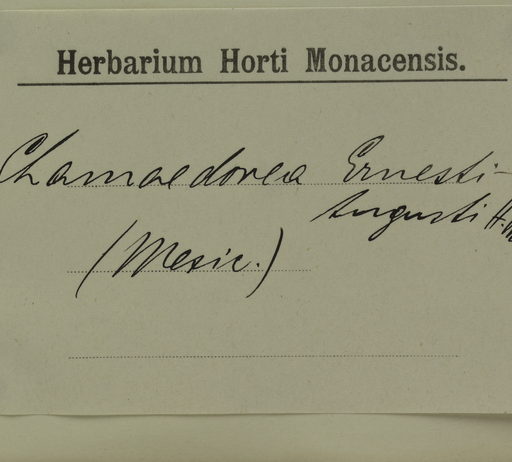 Herbarium Horti Monacensis.
Chamaedorea Ernesti-
Augusti
(Mexic.)